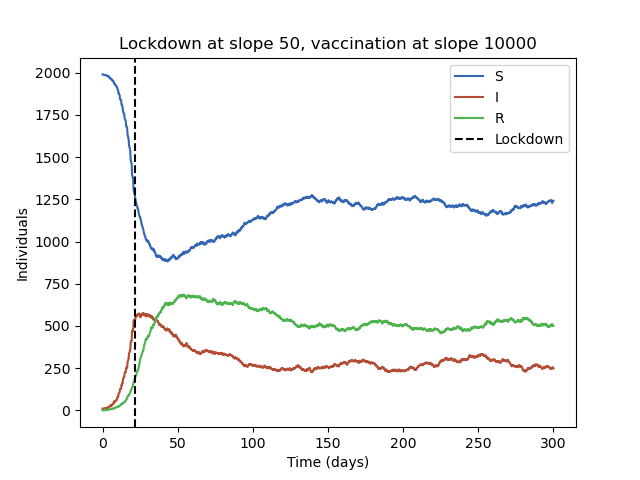 Lockdown at slope 50, vaccination at slope 10000
S
I
R
Lockdown
2000
1750
1500
1250
1000
750
500
250
0
Individuals
0 50 100 150 200 250 300
Time (days)